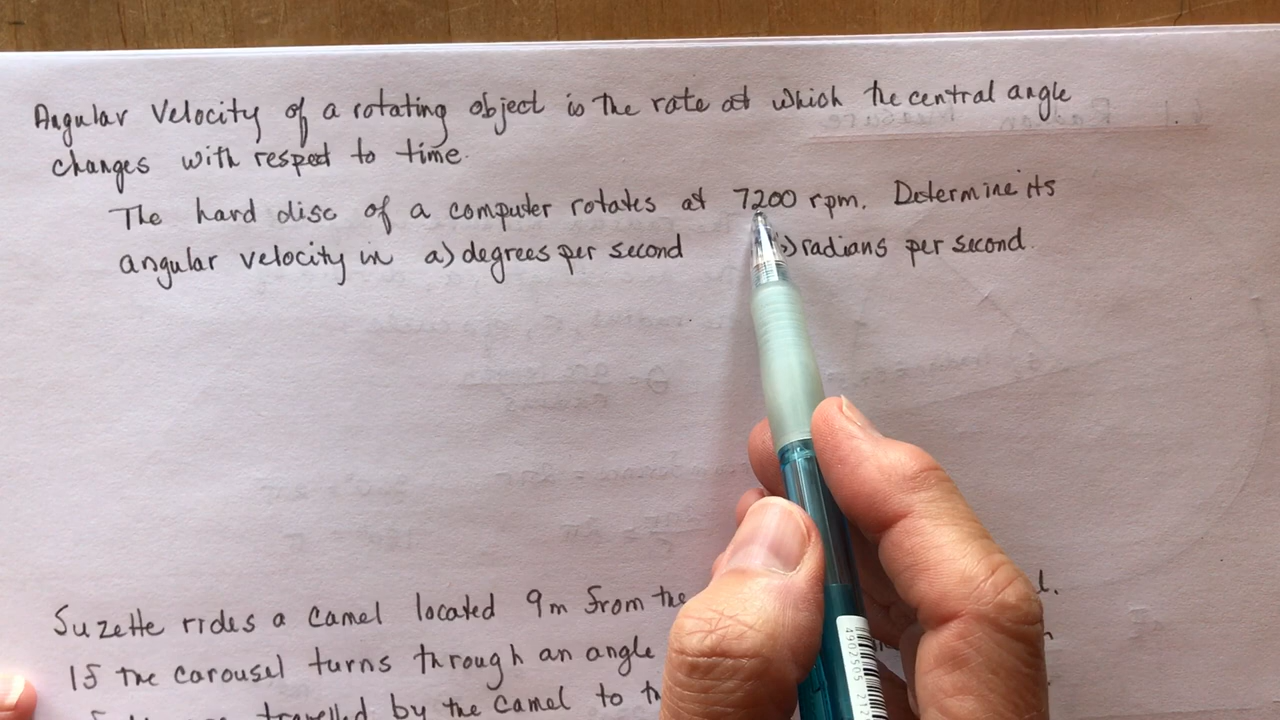 Angular Velocity of a rotating object is the rate at which the central angle
changes with respect to time.
The hard disc of a computer rotates at 7200 rpm. Determine its
angular velocity in a) degrees per second radians per second.
Suzette rides a camel located 9m from the
If the carousel turns through an angle
travelled by the camel to
4902505